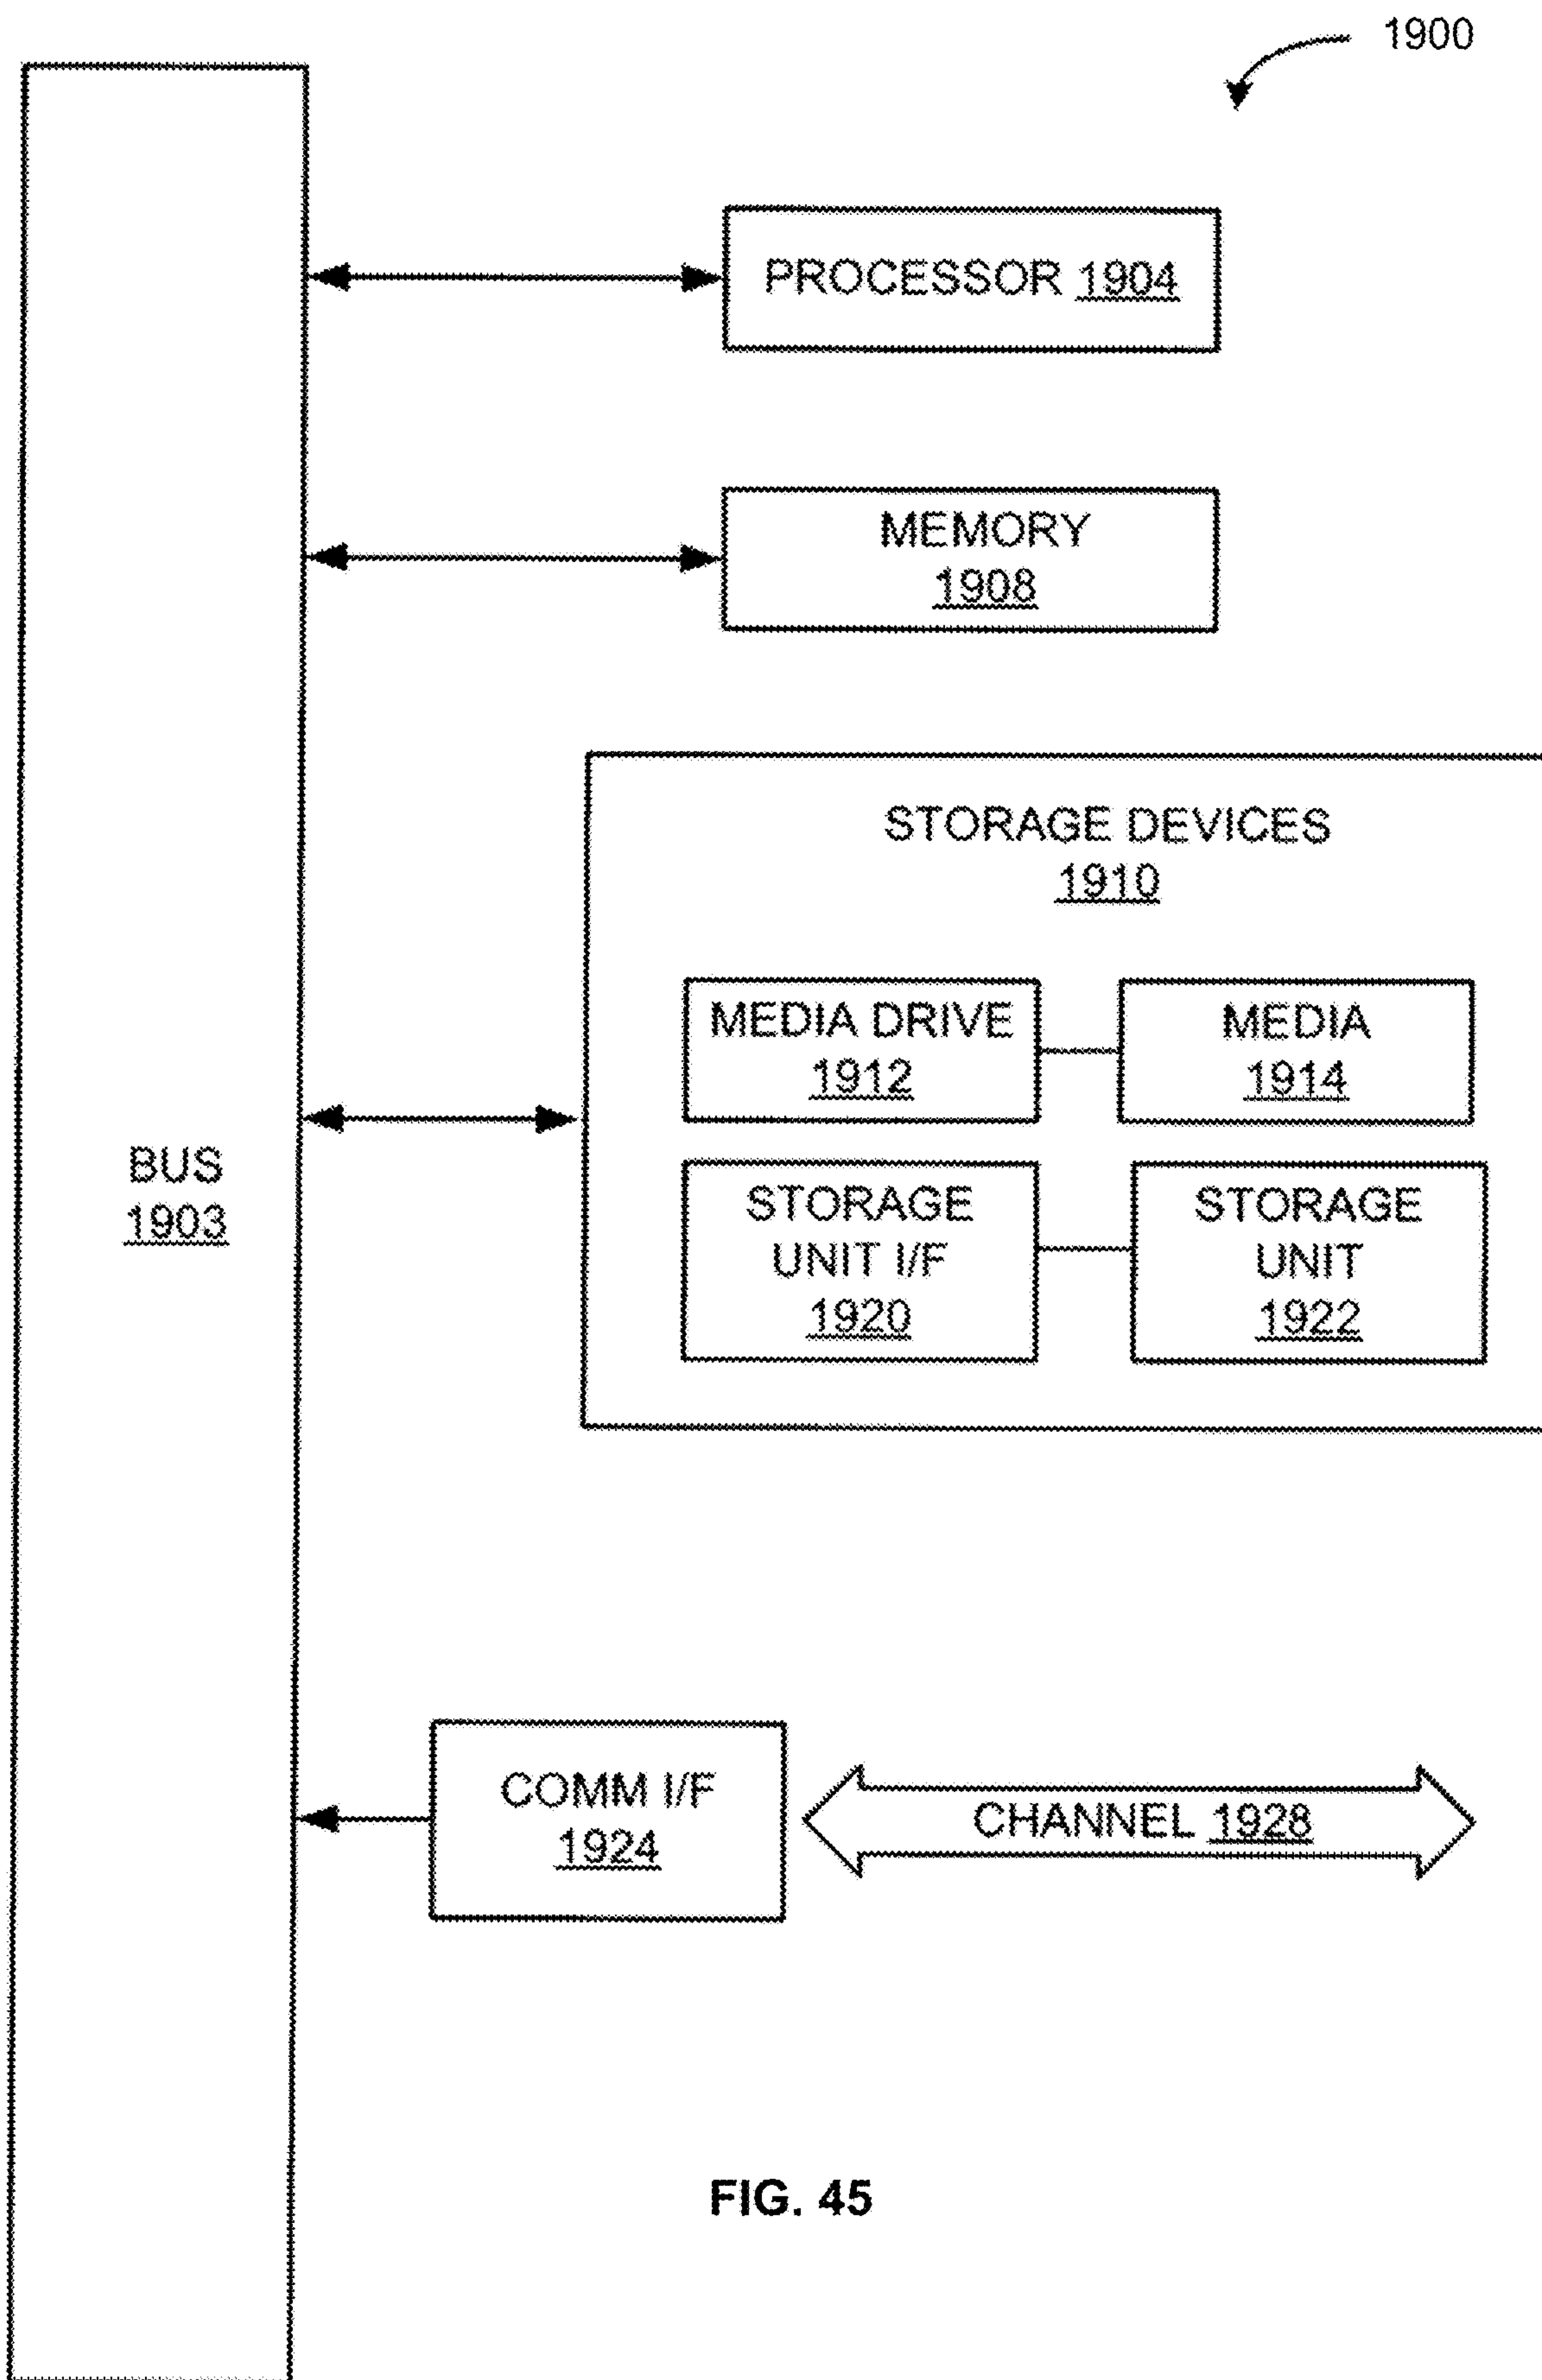 1900
PROCESSOR 1904
MEMORY
1908
STORAGE DEVICES
1910
MEDIA DRIVE
1912
MEDIA
1914
BUS
1903
STORAGE
UNIT I/F
1920
STORAGE
UNIT
1922
COMM I/F
1924
CHANNEL 1928
FIG. 45